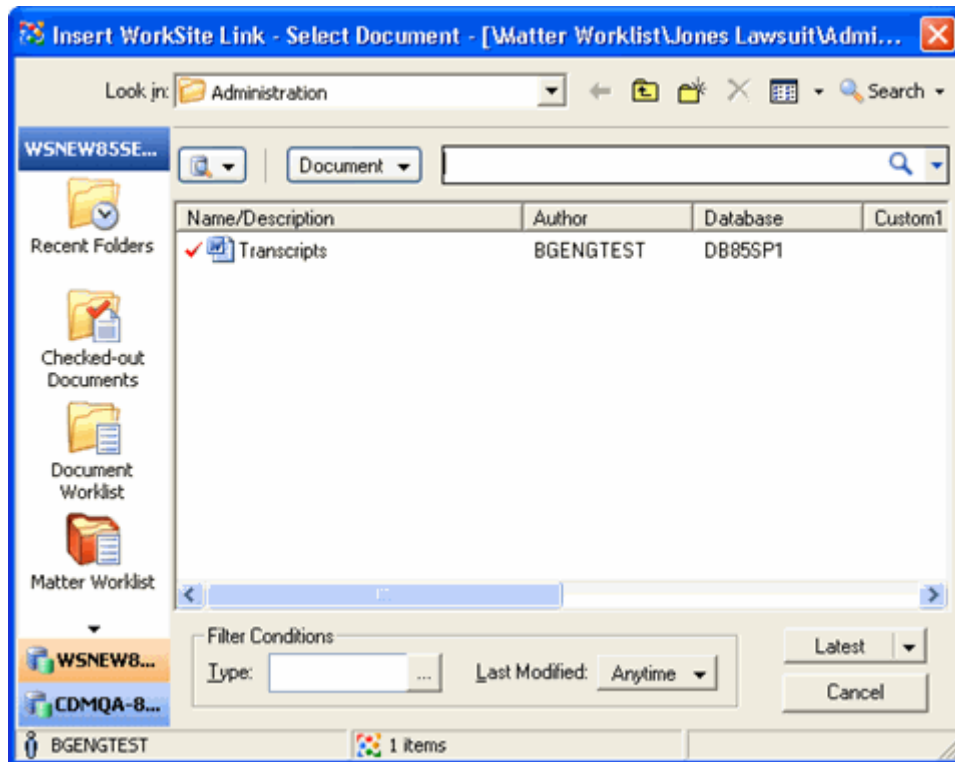 Insert WorkSite Link - Select Document - [\Matter Worklist\Jones Lawsuit\Admi...
Look in: Administration Search
WSNEW85SE...
Document
Name/Description Author Database Custom1
Recent Folders
Transcripts BGENGTEST DB85SP1
Checked-out
Documents
Document
Worklist
Matter Worklist
Filter Conditions
Type: ... Last Modified: Anytime
Latest
Cancel
WSNEW8...
CDMQA-8...
BGENGTEST 1 items